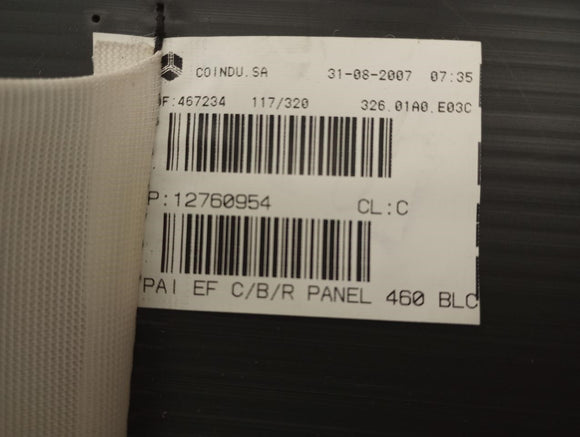 COINDU.SA 31-08-2007 07:35
F:467234 117/320 326.01A0.E03C
P:12760954 CL:C
PAI EF C/B/R PANEL 460 BLC